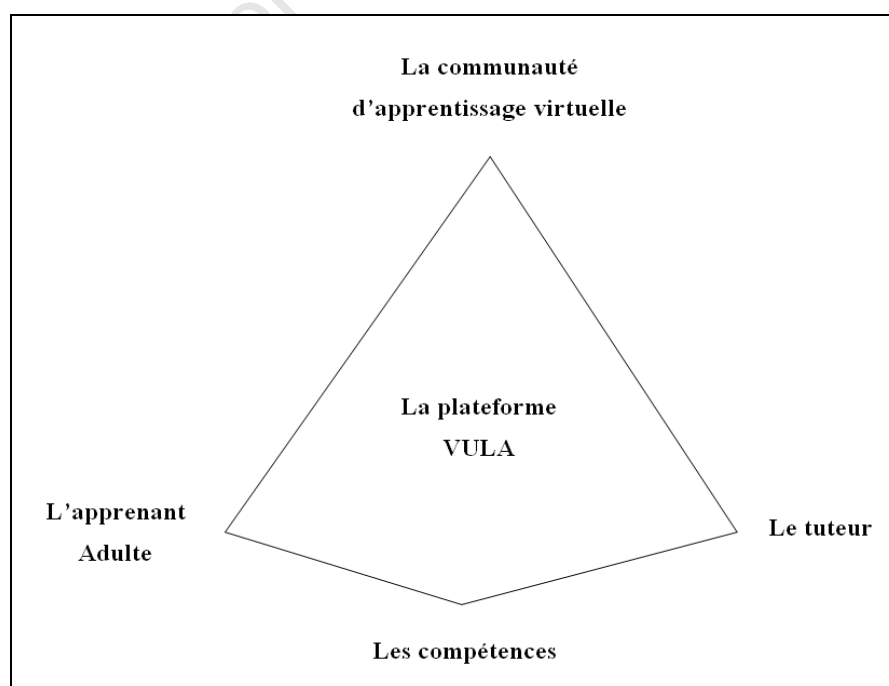 La communauté
d’apprentissage virtuelle
La plateforme
VULA
L’apprenant
Adulte
Le tuteur
Les compétences